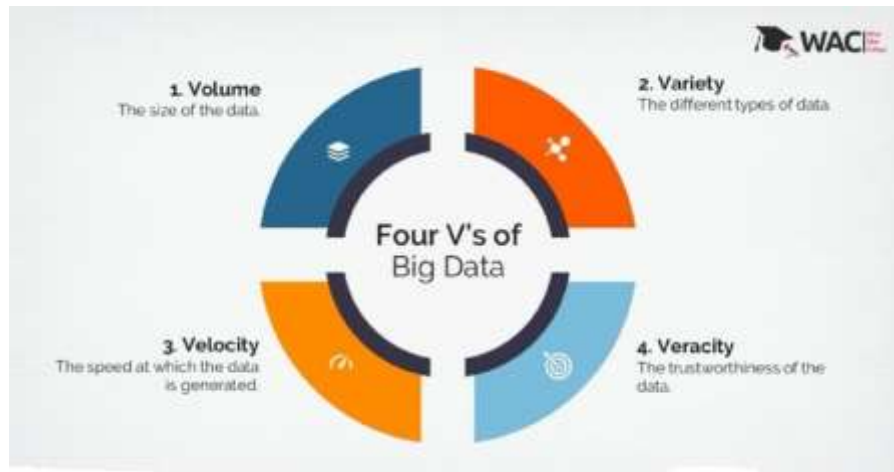 WAC
1. Volume
The size of the data.
2. Variety
The different types of data.
Four V's of
Big Data
3. Velocity
The speed at which the data
is generated.
4. Veracity
The trustworthiness of the
data.